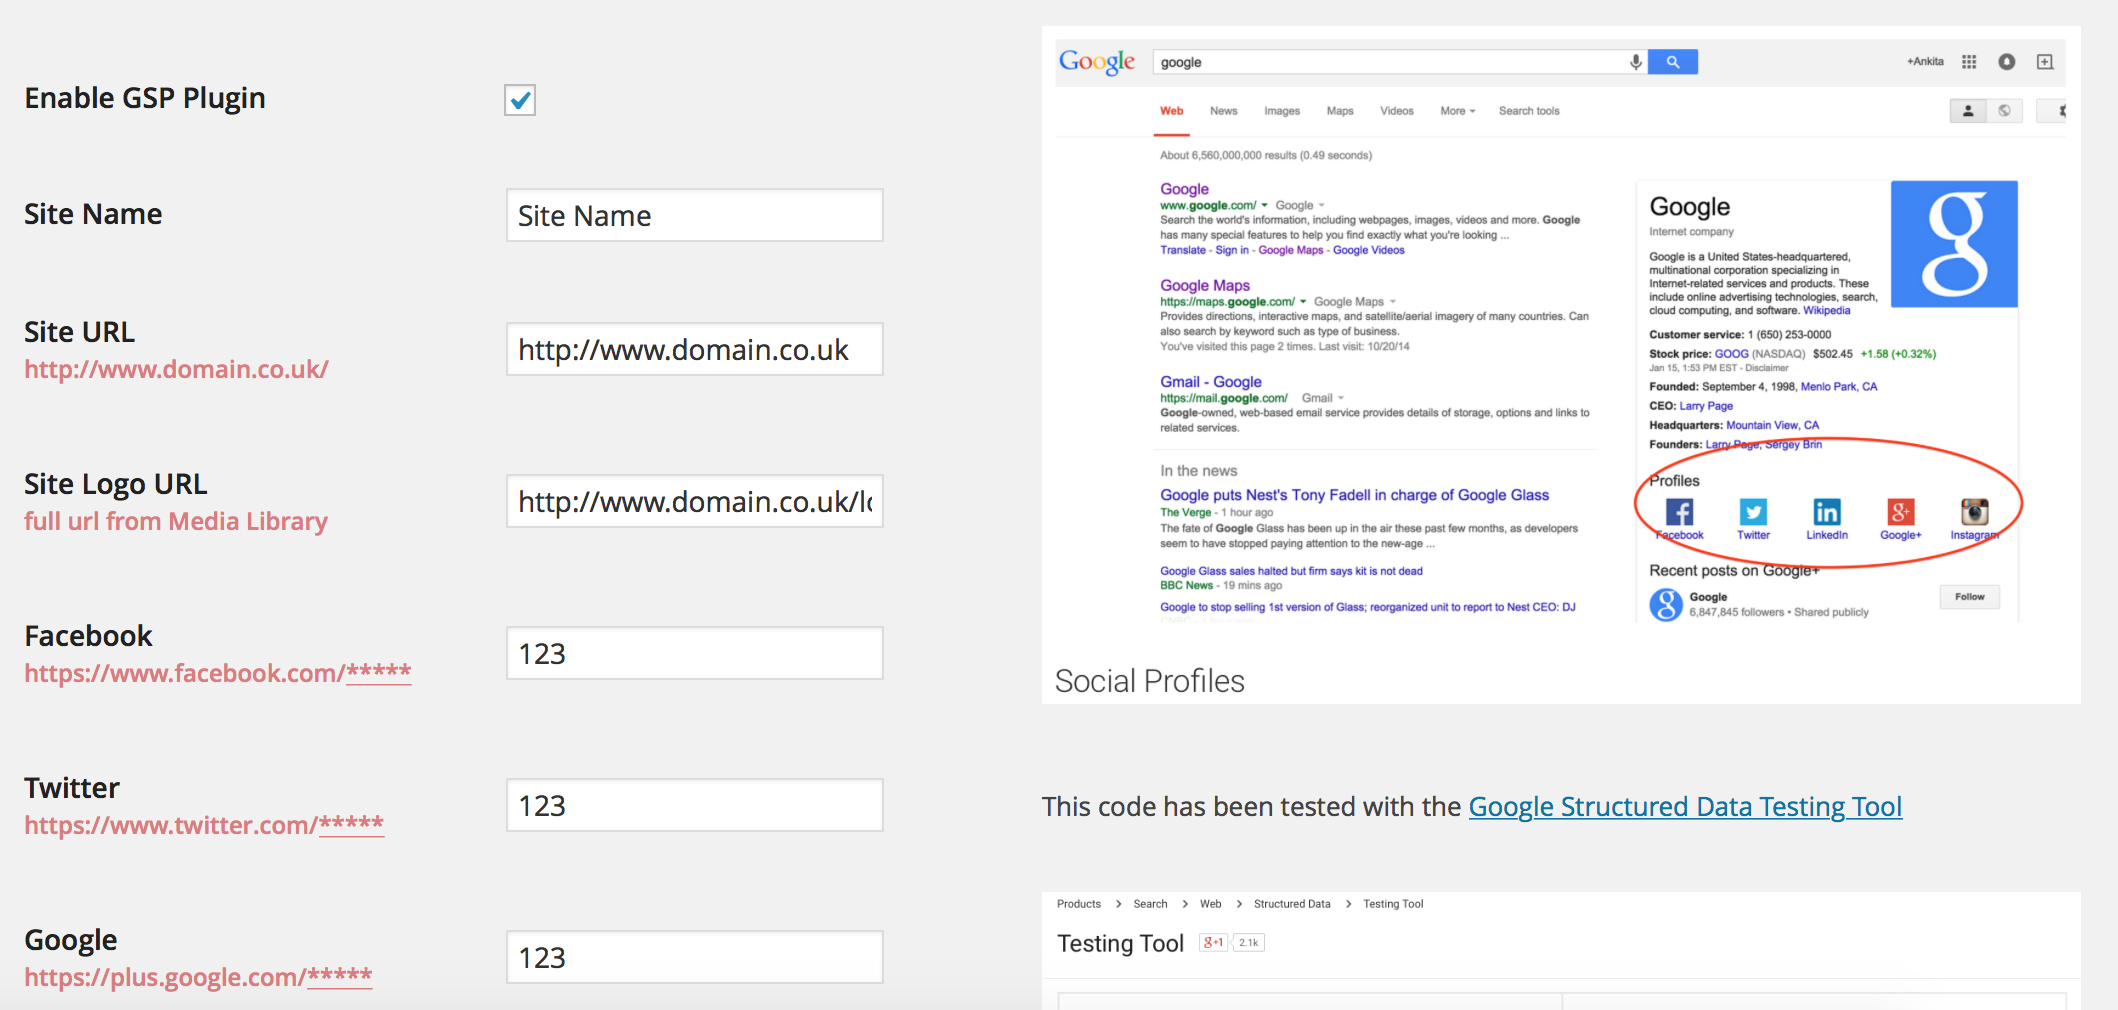 Enable GSP Plugin
Site Name
Site Name
Site URL
http://www.domain.co.uk/
http://www.domain.co.uk
Site Logo URL
full url from Media Library
http://www.domain.co.uk/lo
Facebook
https://www.facebook.com/*****
123
Twitter
https://www.twitter.com/*****
123
Google
https://plus.google.com/*****
123
Google
google
+Ankita
Web News Images Maps Videos More Search tools
About 6,560,000,000 results (0.49 seconds)
Google
www.google.com/ Google
Search the world's information, including webpages, images, videos and more. Google
has many special features to help you find exactly what you're looking ...
Translate - Sign in - Google Maps - Google Videos
Google Maps
https://maps.google.com/ Google Maps
Provides directions, interactive maps, and satellite/aerial imagery of many countries. Can
also search by keyword such as type of business.
You've visited this page 2 times. Last visit: 10/20/14
Gmail - Google
https://mail.google.com/ Gmail
Google-owned, web-based email service provides details of storage, options and links to
related services.
In the news
Google puts Nest's Tony Fadell in charge of Google Glass
The Verge - 1 hour ago
The fate of Google Glass has been up in the air these past few months, as developers
seem to have stopped paying attention to the new-age ...
Google Glass sales halted but firm says kit is not dead
BBC News - 19 mins ago
Google to stop selling 1st version of Glass; reorganized unit to report to Nest CEO: DJ
CNBC - 1 hour ago
Google
Internet company
g
Google is a United States-headquartered,
multinational corporation specializing in
Internet-related services and products. These
include online advertising technologies, search,
cloud computing, and software. Wikipedia
Customer service: 1 (650) 253-0000
Stock price: GOOG (NASDAQ) $502.45 +1.58 (+0.32%)
Jan 15, 1:53 PM EST - Disclaimer
Founded: September 4, 1998, Menlo Park, CA
CEO: Larry Page
Headquarters: Mountain View, CA
Founders: Larry Page, Sergey Brin
Profiles
Facebook Twitter LinkedIn Google+ Instagram
Recent posts on Google+
Google
6,847,845 followers • Shared publicly
Follow
Social Profiles
This code has been tested with the Google Structured Data Testing Tool
Products > Search > Web > Structured Data > Testing Tool
Testing Tool g+1 2.1k